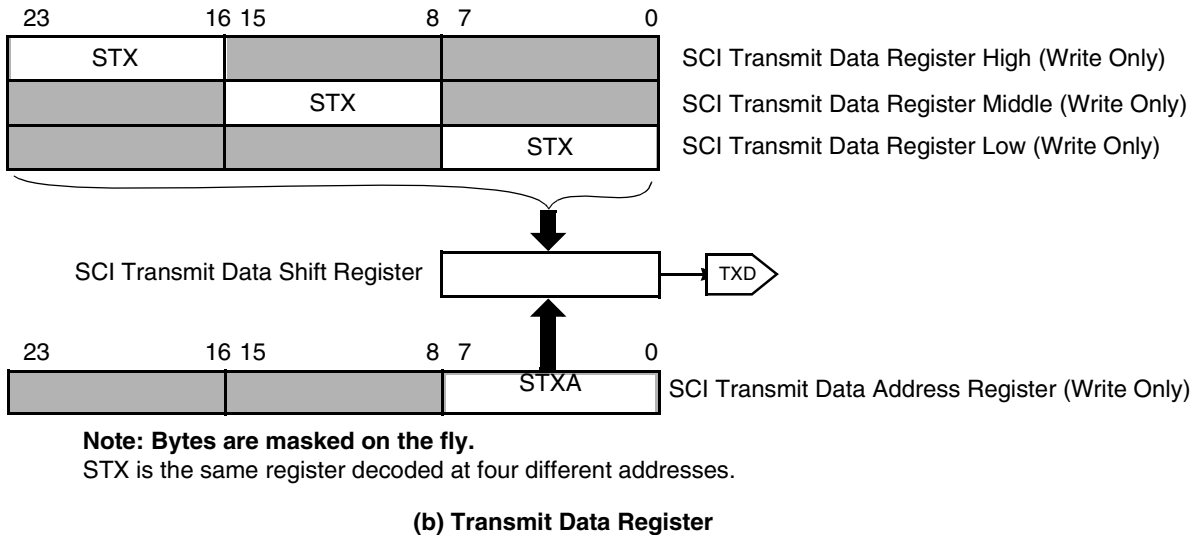 23 16 15 8 7 0
STX SCI Transmit Data Register High (Write Only)
STX SCI Transmit Data Register Middle (Write Only)
STX SCI Transmit Data Register Low (Write Only)
SCI Transmit Data Shift Register TXD
23 16 15 8 7 0
STXA SCI Transmit Data Address Register (Write Only)
Note: Bytes are masked on the fly.
STX is the same register decoded at four different addresses.
(b) Transmit Data Register